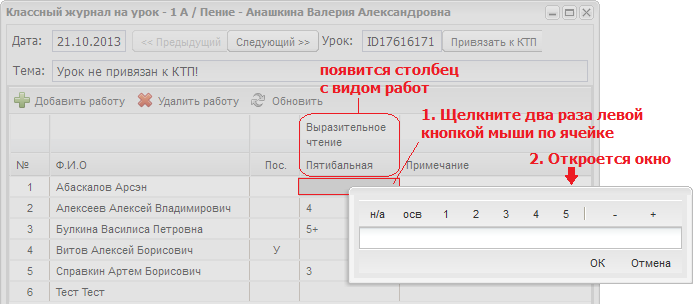 Классный журнал на урок - 1 А / Пение - Анашкина Валерия Александровна
Дата: 21.10.2013 << Предыдущий Следующий >> Урок: ID17616171 Привязать к КТП
Тема: Урок не привязан к КТП!
появится столбец
с видом работ
Добавить работу Удалить работу Обновить
1. Щелкните два раза левой
кнопкой мыши по ячейке
Выразительное
чтение
2. Откроется окно
№ Ф.И.О Пос. Пятибальная Примечание
1 Абаскалов Арсэн
2 Алексеев Алексей Владимирович 4
3 Булкина Василиса Петровна 5+
4 Витов Алексей Борисович У
5 Справкин Артем Борисович 3
6 Тест Тест
н/а осв 1 2 3 4 5 - +
ОК Отмена